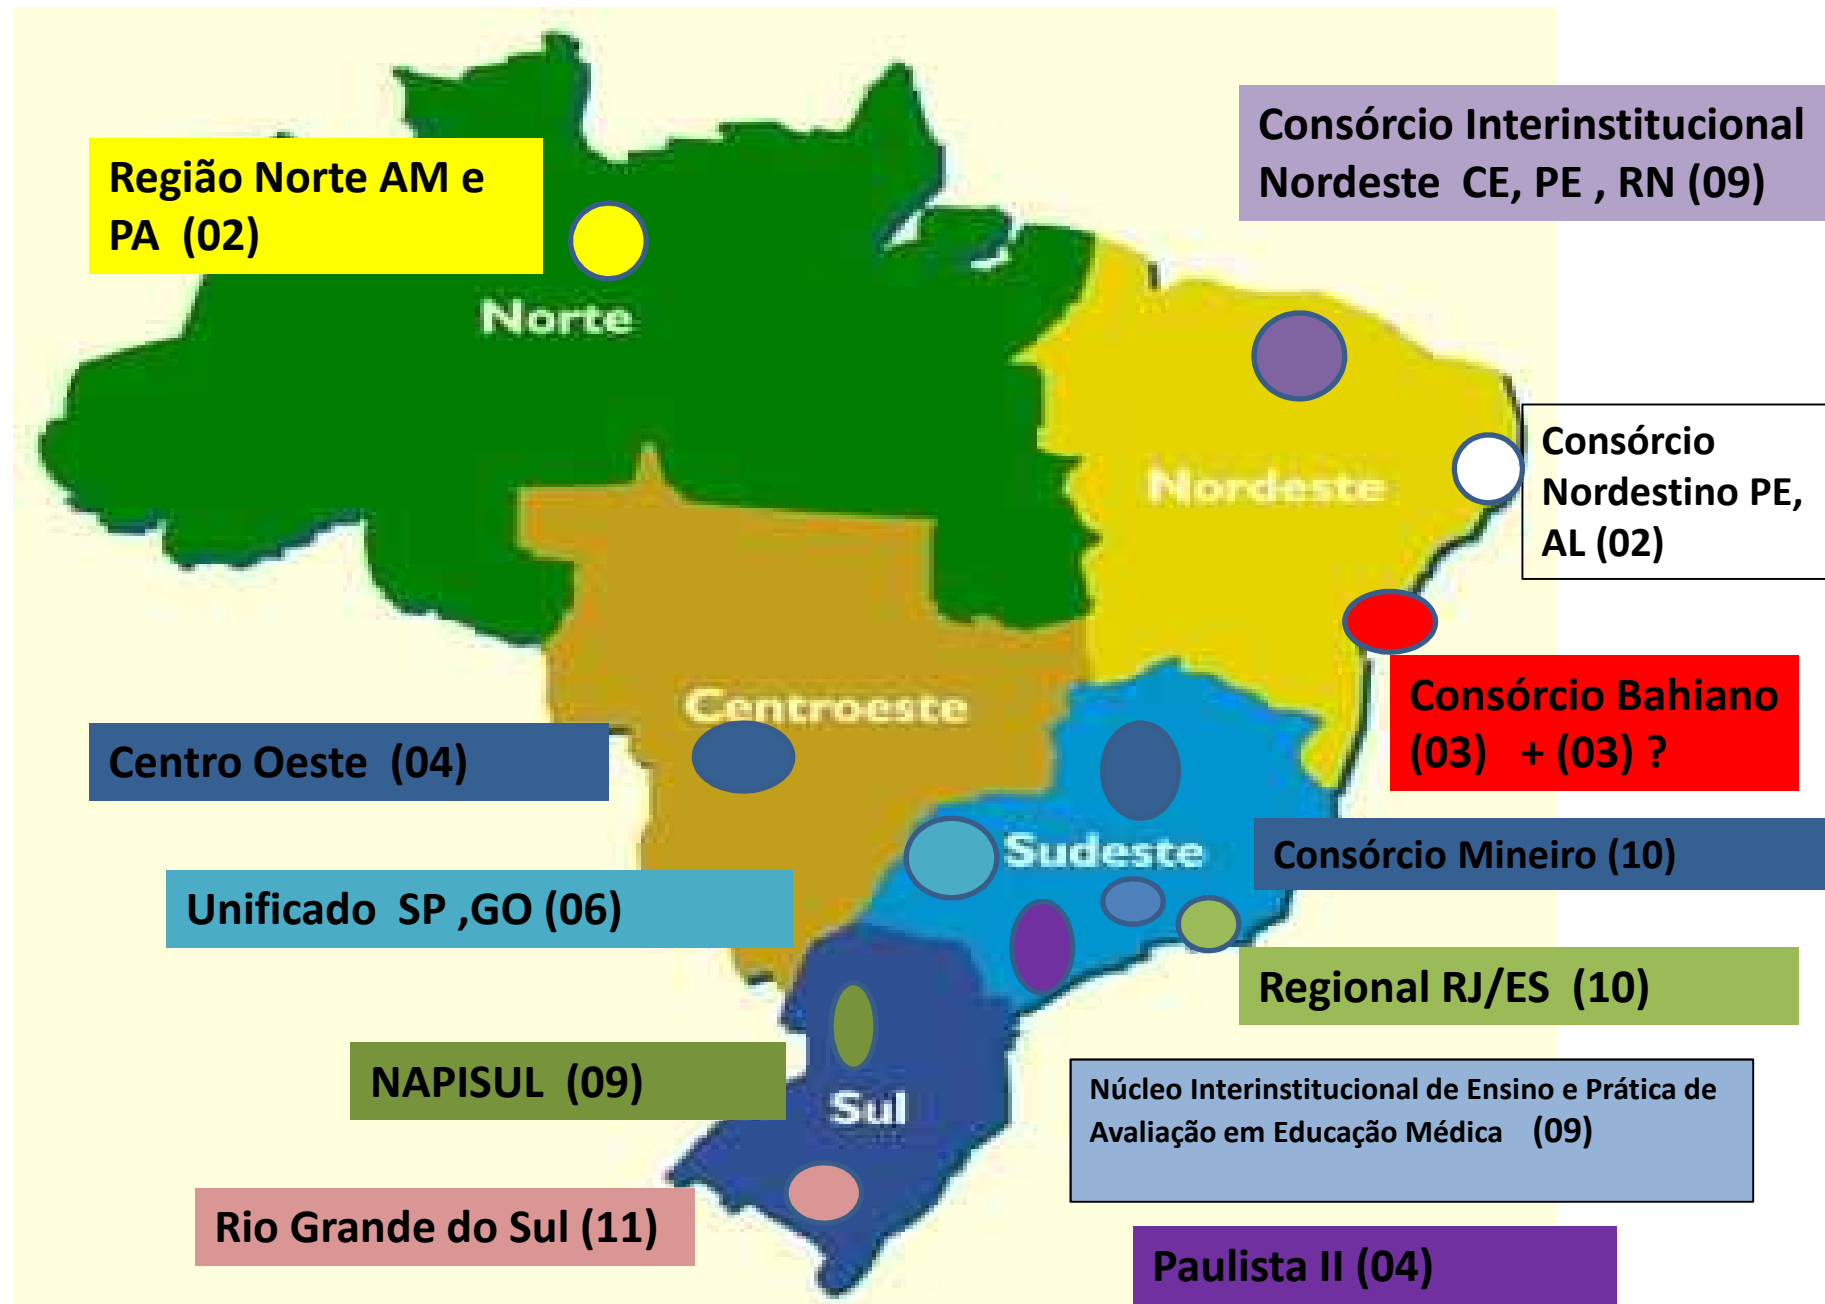 Região Norte AM e
PA (02)
Consórcio Interinstitucional
Nordeste CE, PE , RN (09)
Norte
Consórcio
Nordestino PE,
AL (02)
Nordeste
Consórcio Bahiano
(03) + (03) ?
Centroeste
Centro Oeste (04)
Sudeste
Consórcio Mineiro (10)
Unificado SP ,GO (06)
Regional RJ/ES (10)
NAPISUL (09)
Sul
Núcleo Interinstitucional de Ensino e Prática de
Avaliação em Educação Médica (09)
Rio Grande do Sul (11)
Paulista II (04)